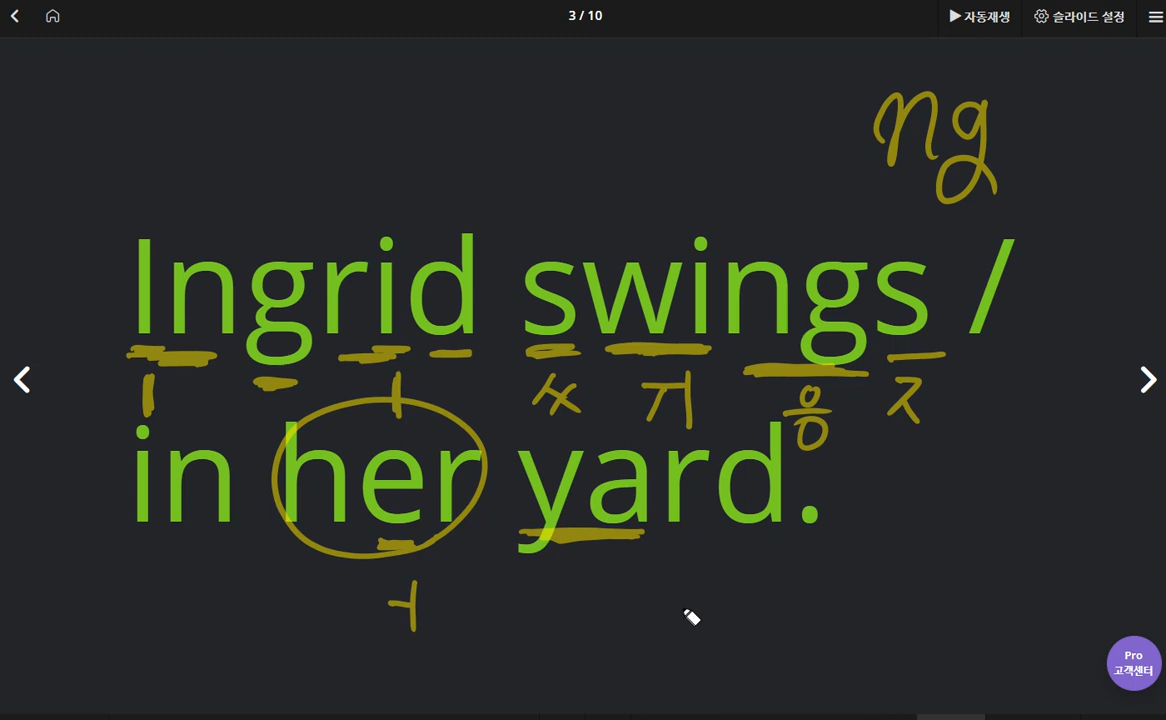 3 / 10
자동재생
슬라이드 설정
ng
Ingrid swings /
ㅣ ㅕ ㅆ ㅟ 응 ㅈ
in her yard.
ㅓ
Pro
고객센터